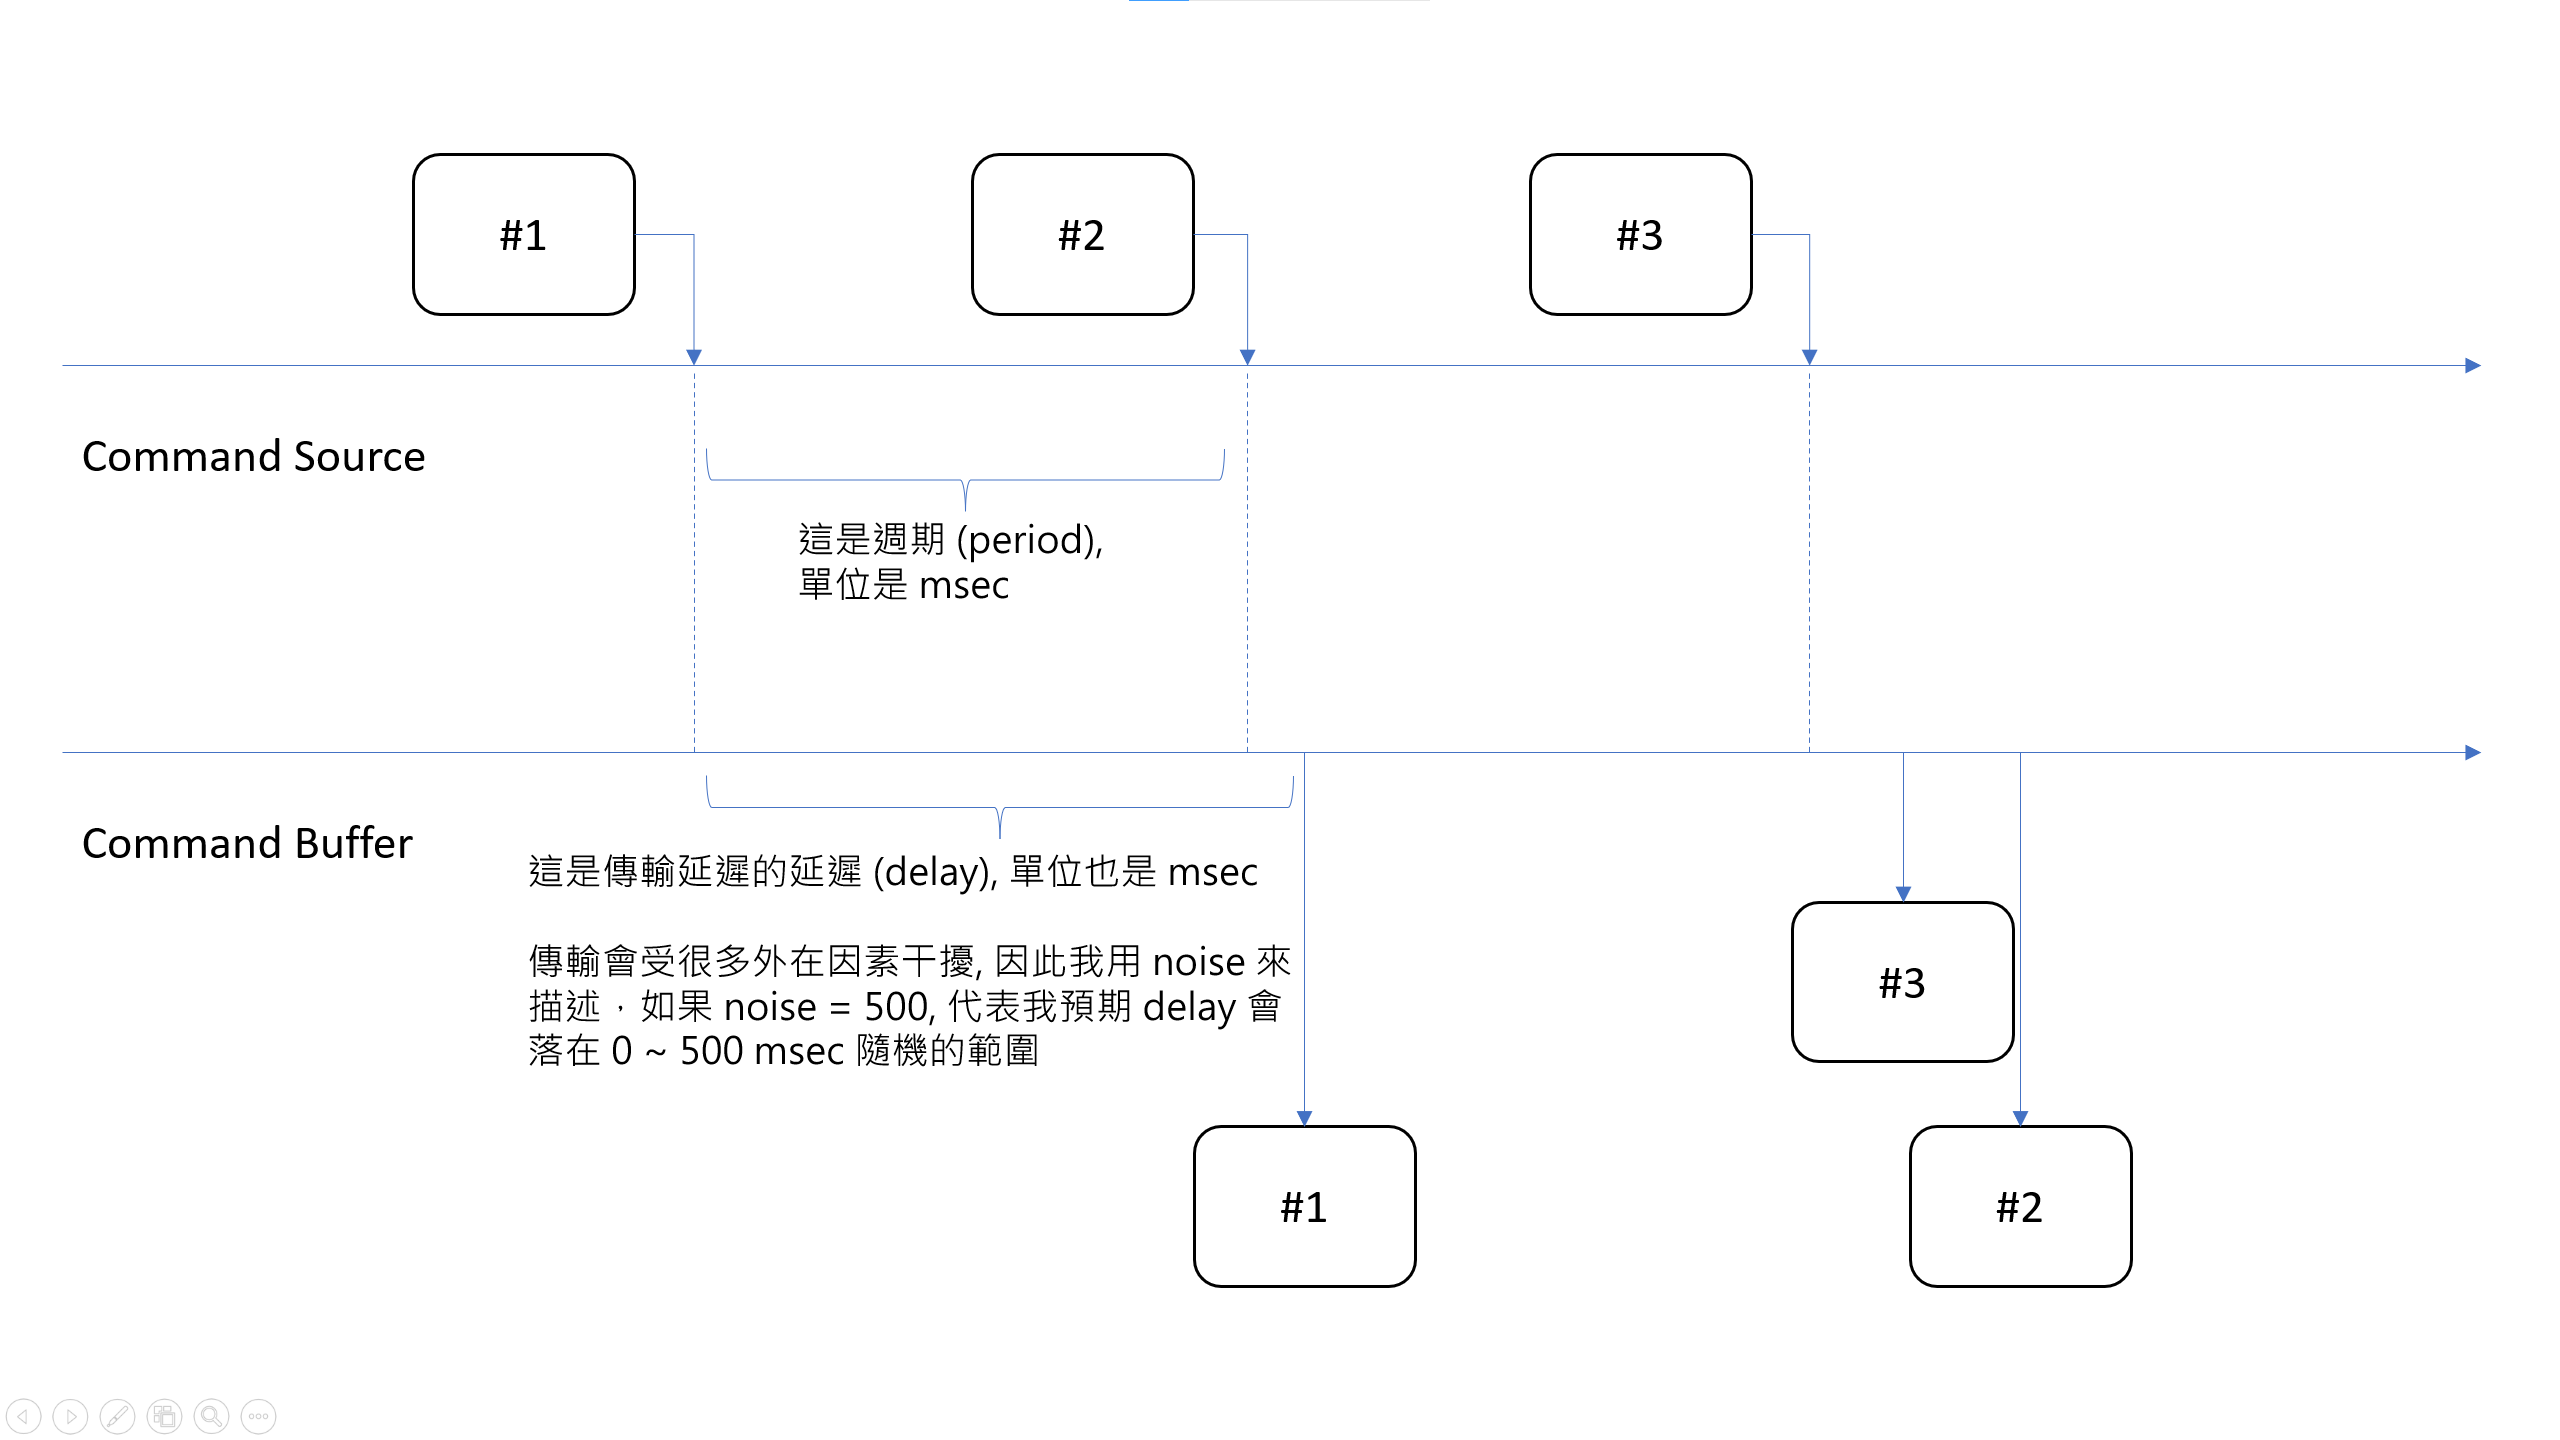 #1
#2
#3
Command Source
這是週期 (period),
單位是 msec
Command Buffer
這是傳輸延遲的延遲 (delay), 單位也是 msec
傳輸會受很多外在因素干擾, 因此我用 noise 來
描述，如果 noise = 500, 代表我預期 delay 會
落在 0 ~ 500 msec 隨機的範圍
#3
#1
#2